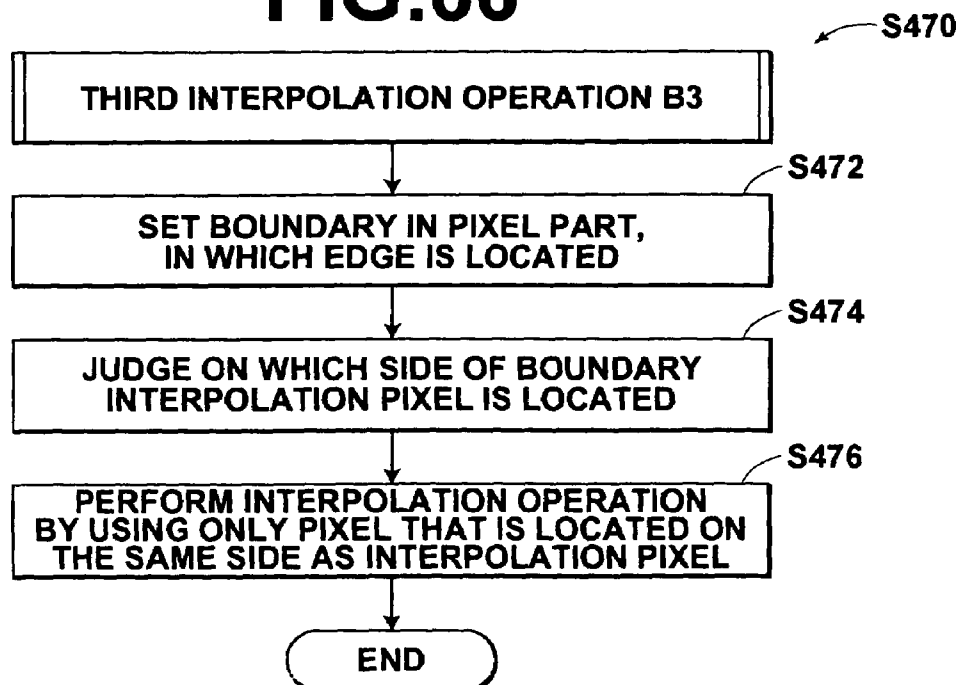 FIG.
S470
THIRD INTERPOLATION OPERATION B3
S472
SET BOUNDARY IN PIXEL PART,
IN WHICH EDGE IS LOCATED
S474
JUDGE ON WHICH SIDE OF BOUNDARY
INTERPOLATION PIXEL IS LOCATED
S476
PERFORM INTERPOLATION OPERATION
BY USING ONLY PIXEL THAT IS LOCATED ON
THE SAME SIDE AS INTERPOLATION PIXEL
END